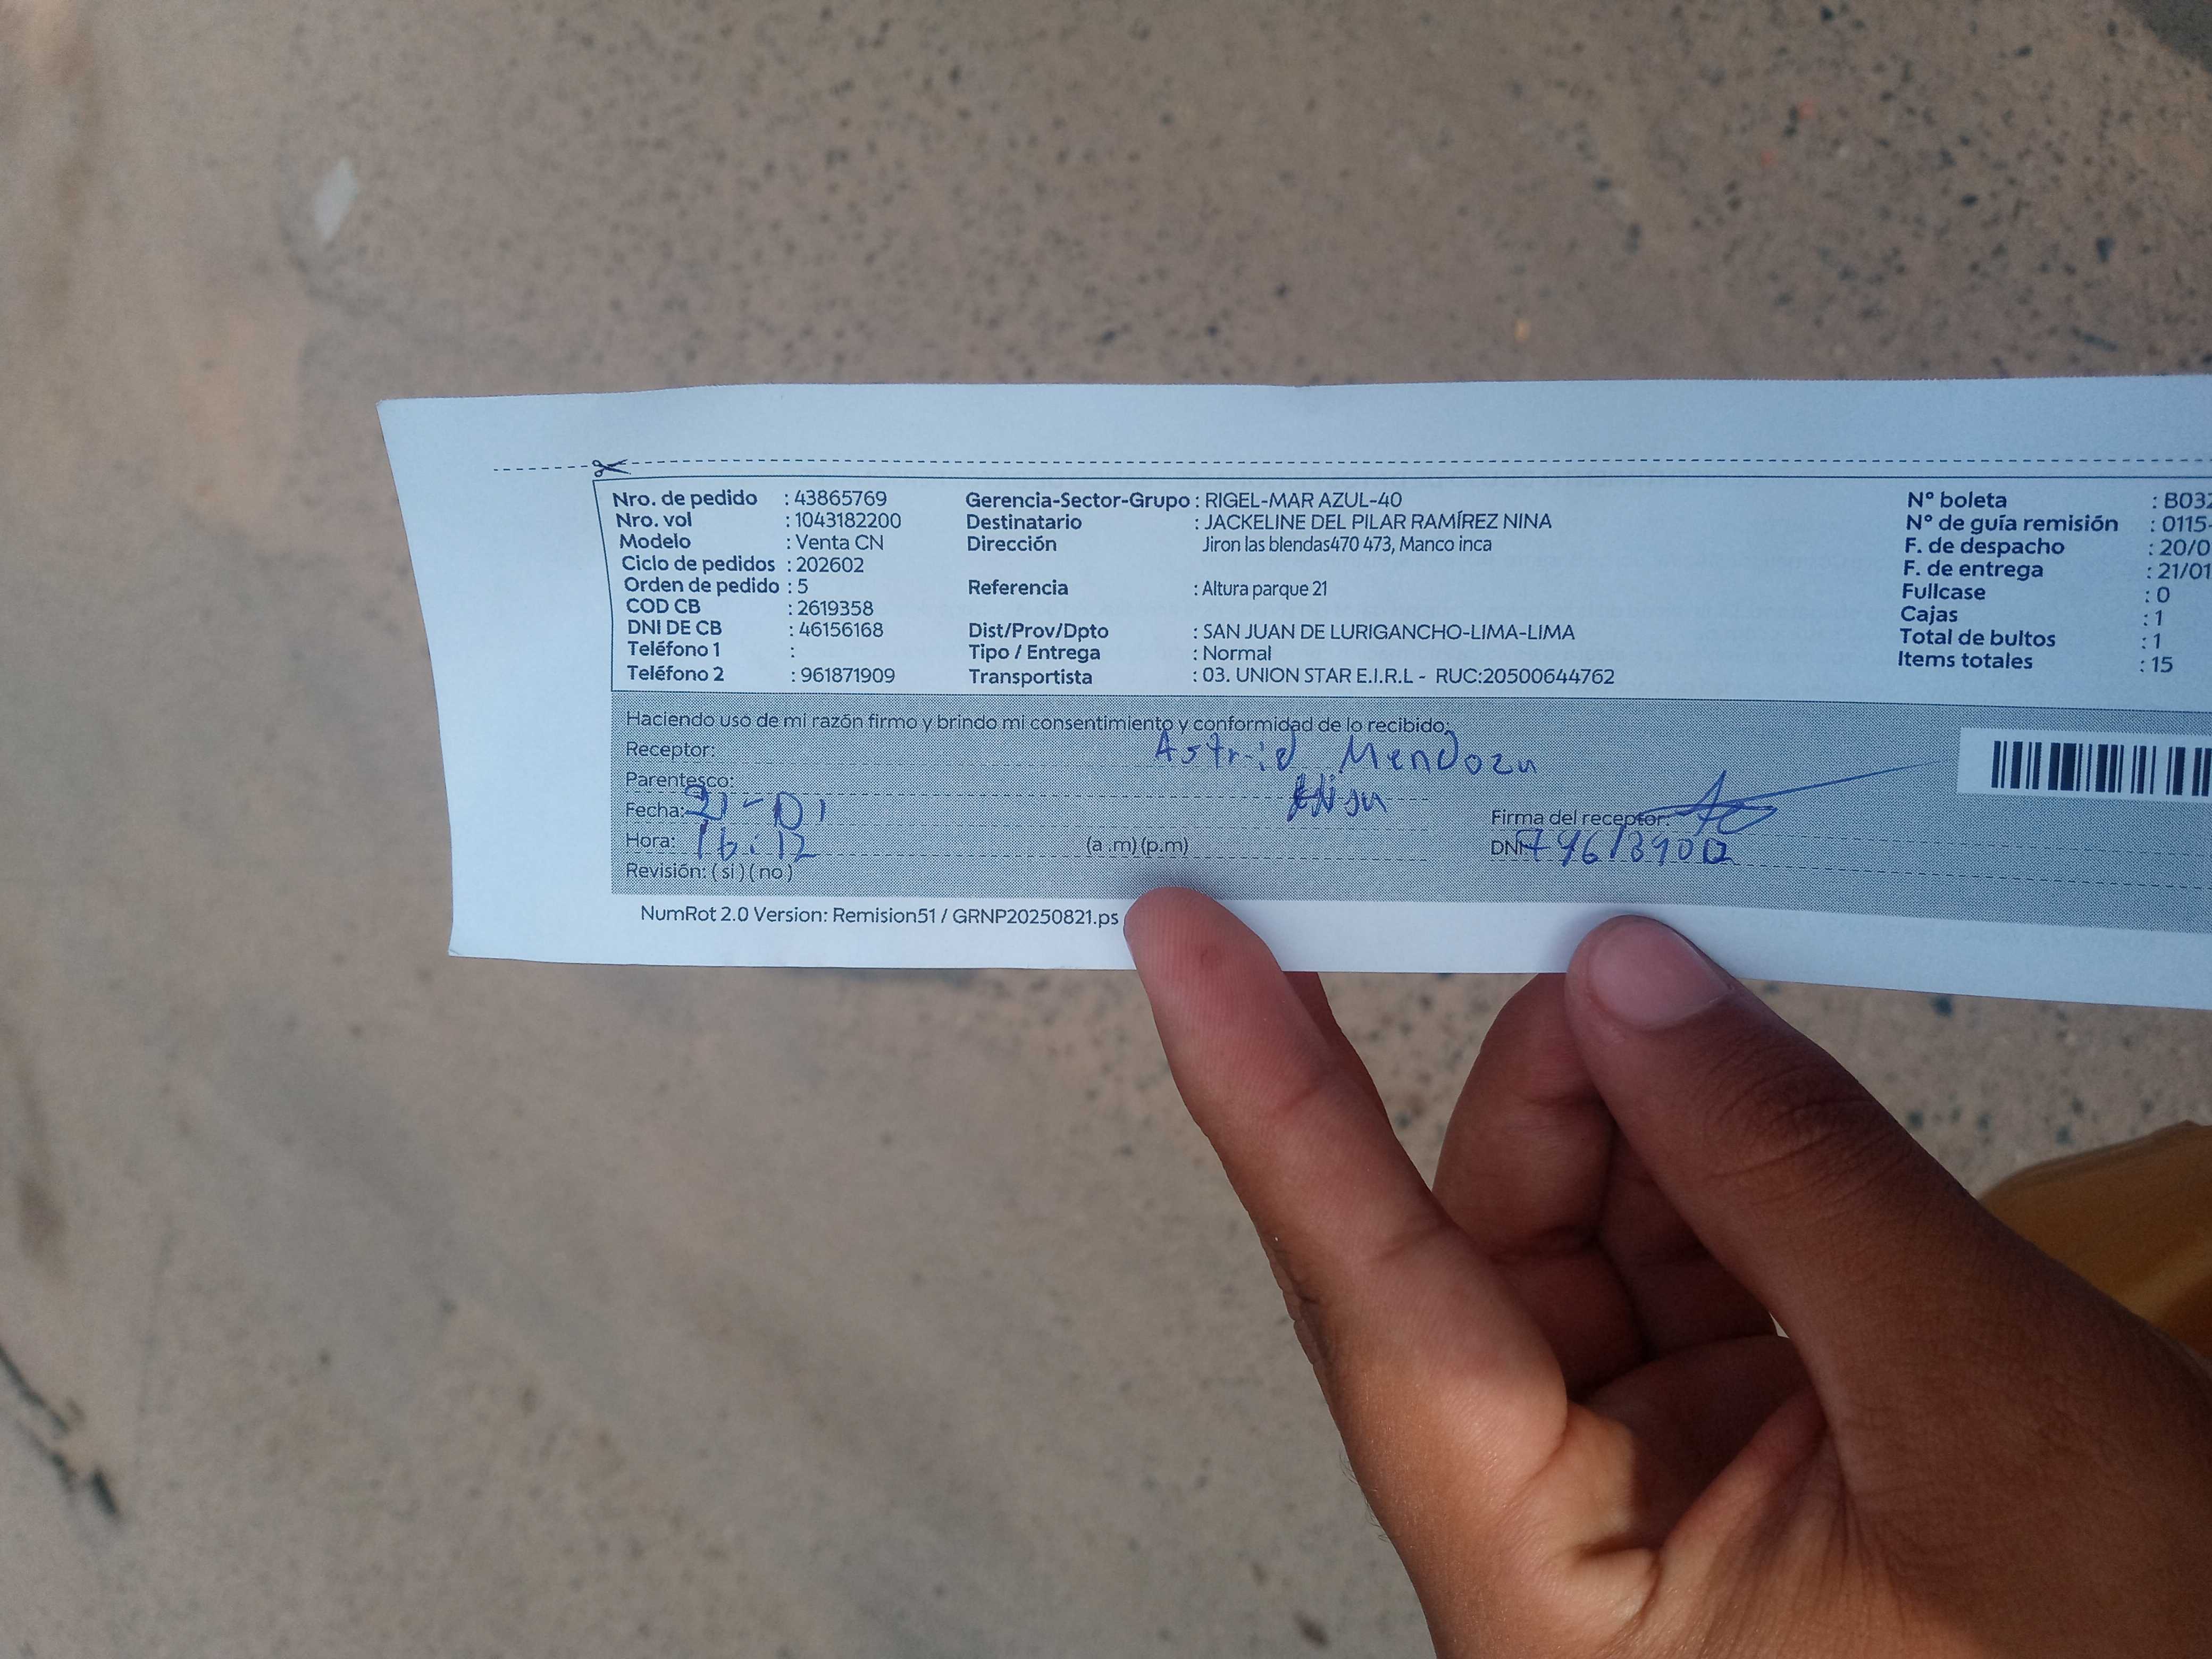 Nro. de pedido : 43865769 Gerencia-Sector-Grupo : RIGEL-MAR AZUL-40 N° boleta : B03
Nro. vol : 1043182200 Destinatario : JACKELINE DEL PILAR RAMÍREZ NINA N° de guía remisión : 0115-
Modelo : Venta CN Dirección Jiron las blendas470 473, Manco inca F. de despacho : 20/0
Ciclo de pedidos : 202602 F. de entrega : 21/01
Orden de pedido : 5 Referencia : Altura parque 21 Fullcase : 0
COD CB : 2619358 Cajas : 1
DNI DE CB : 46156168 Dist/Prov/Dpto : SAN JUAN DE LURIGANCHO-LIMA-LIMA Total de bultos : 1
Teléfono 1 : Tipo / Entrega : Normal Items totales : 15
Teléfono 2 : 961871909 Transportista : 03. UNION STAR E.I.R.L - RUC:20500644762
Haciendo uso de mi razón firmo y brindo mi consentimiento y conformidad de lo recibido:
Receptor: Astrid Mendoza
Parentesco: Hija
Fecha: 21-01 Firma del receptor:
Hora: 16:12 (a .m) (p.m) DNI
Revisión: ( si ) ( no )
NumRot 2.0 Version: Remision51 / GRNP20250821.ps